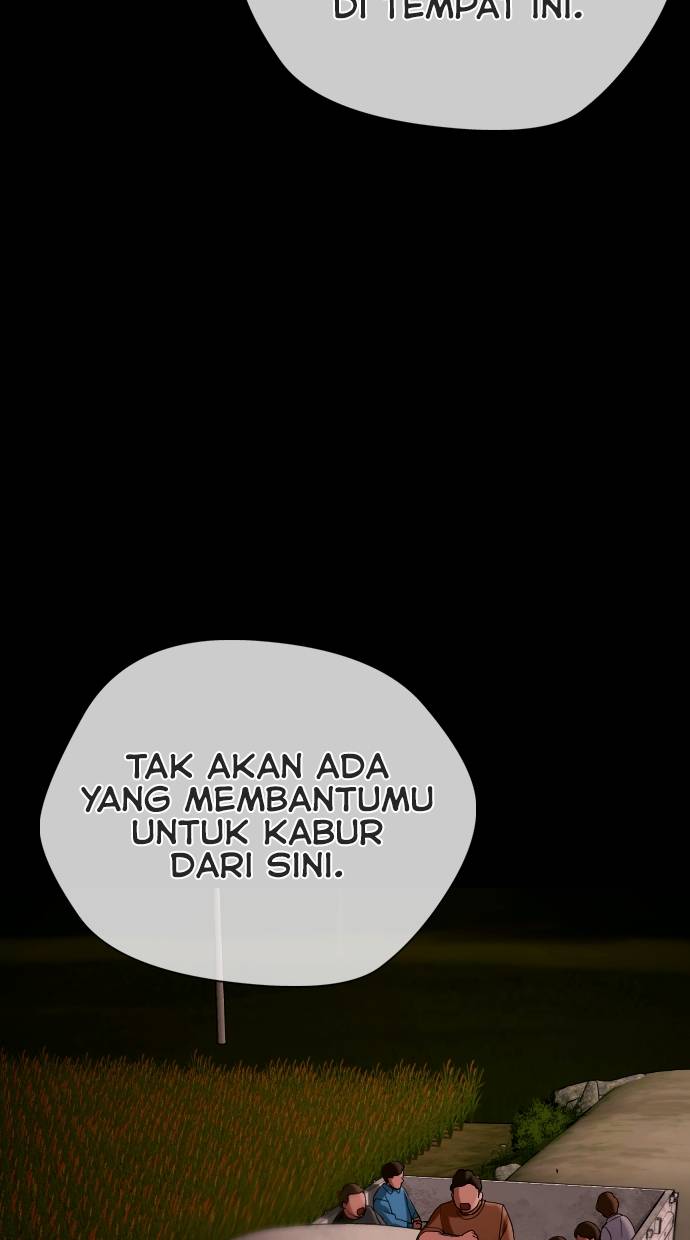 DI TEMPAT INI.
TAK AKAN ADA
YANG MEMBANTUMU
UNTUK KABUR
DARI SINI.